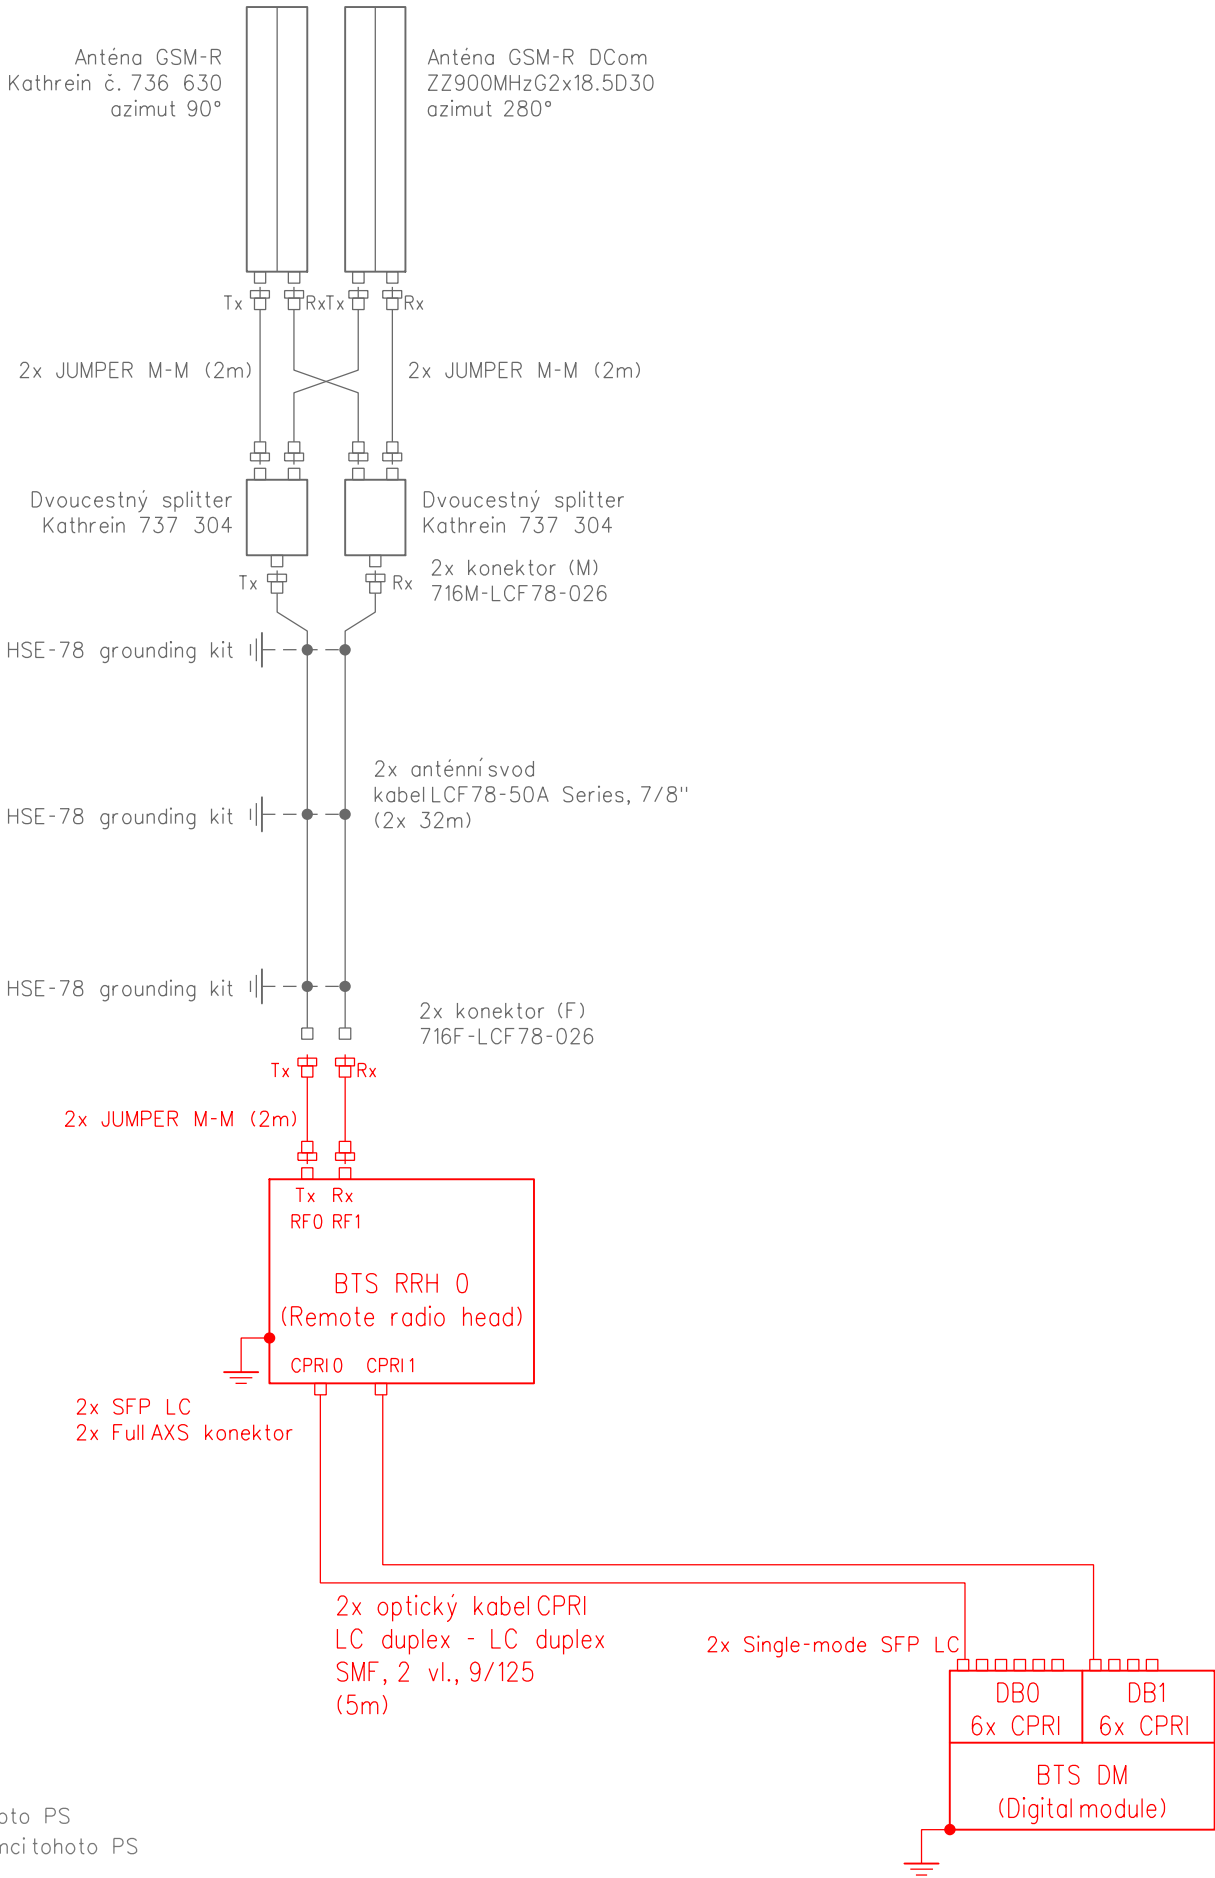 Anténa GSM-R
Kathrein č. 736 630
azimut 90°
Anténa GSM-R DCom
ZZ900MHzG2x18.5D30
azimut 280°
Tx
Rx
Tx
Rx
2x JUMPER M-M (2m)
2x JUMPER M-M (2m)
Dvoucestný splitter
Kathrein 737 304
Dvoucestný splitter
Kathrein 737 304
2x konektor (M)
716M-LCF78-026
Tx
Rx
HSE-78 grounding kit
2x anténní svod
kabel LCF78-50A Series, 7/8"
(2x 32m)
HSE-78 grounding kit
HSE-78 grounding kit
2x konektor (F)
716F-LCF78-026
Tx
Rx
2x JUMPER M-M (2m)
Tx Rx
RF0 RF1
BTS RRH 0
(Remote radio head)
CPRI 0 CPRI 1
2x SFP LC
2x Full AXS konektor
2x optický kabel CPRI
LC duplex - LC duplex
SMF, 2 vl., 9/125
(5m)
2x Single-mode SFP LC
DB0
6x CPRI
DB1
6x CPRI
BTS DM
(Digital module)
oto PS
nci tohoto PS